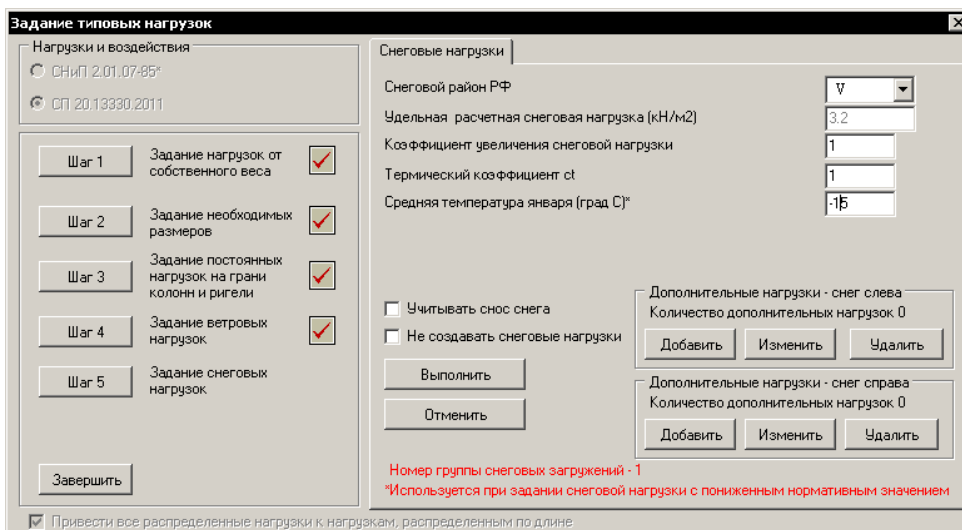 Задание типовых нагрузок
Нагрузки и воздействия
СНиП 2.01.07-85*
СП 20.13330.2011
Шаг 1
Задание нагрузок от
собственного веса
Шаг 2
Задание необходимых
размеров
Шаг 3
Задание постоянных
нагрузок на грани
колонн и ригели
Шаг 4
Задание ветровых
нагрузок
Шаг 5
Задание снеговых
нагрузок
Завершить
Снеговые нагрузки
Снеговой район РФ
V
Удельная расчетная снеговая нагрузка (кН/м2)
3.2
Коэффициент увеличения снеговой нагрузки
1
Термический коэффициент ct
1
Средняя температура января (град С)*
-15
Учитывать снос снега
Не создавать снеговые нагрузки
Выполнить
Отменить
Дополнительные нагрузки - снег слева
Количество дополнительных нагрузок 0
Добавить Изменить Удалить
Дополнительные нагрузки - снег справа
Количество дополнительных нагрузок 0
Добавить Изменить Удалить
Номер группы снеговых загружений - 1
*Используется при задании снеговой нагрузки с пониженным нормативным значением
Привести все распределенные нагрузки к нагрузкам, распределенным по длине